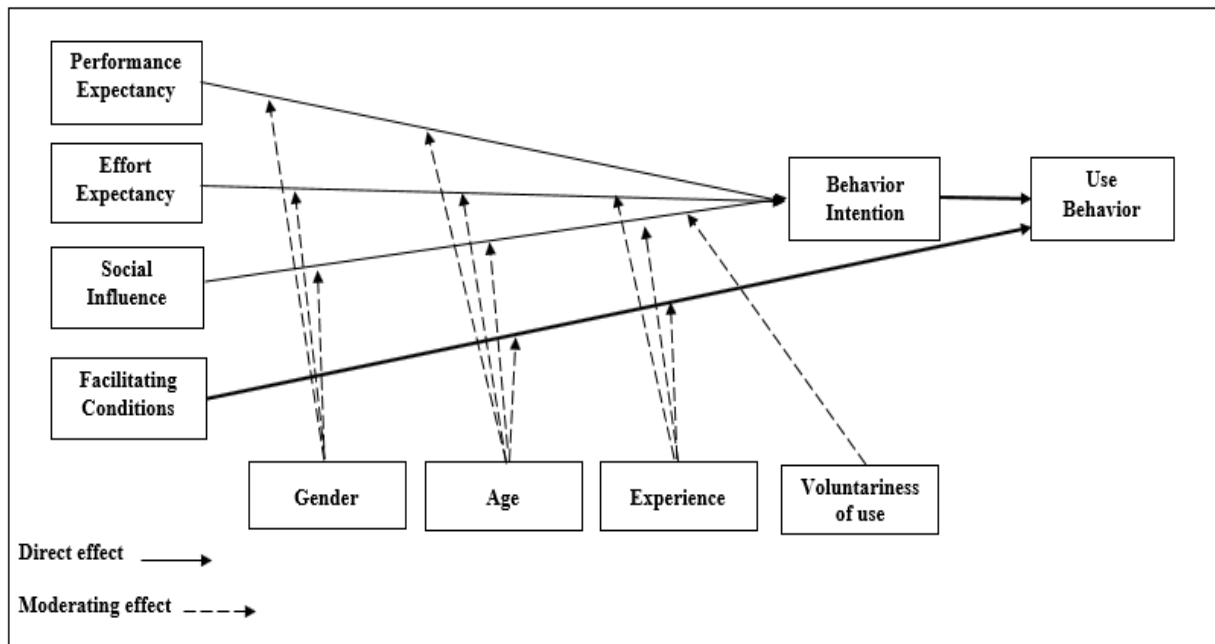 Performance
Expectancy
Effort
Expectancy
Behavior
Intention
Use
Behavior
Social
Influence
Facilitating
Conditions
Gender
Age
Experience
Voluntariness
of use
Direct effect
Moderating effect